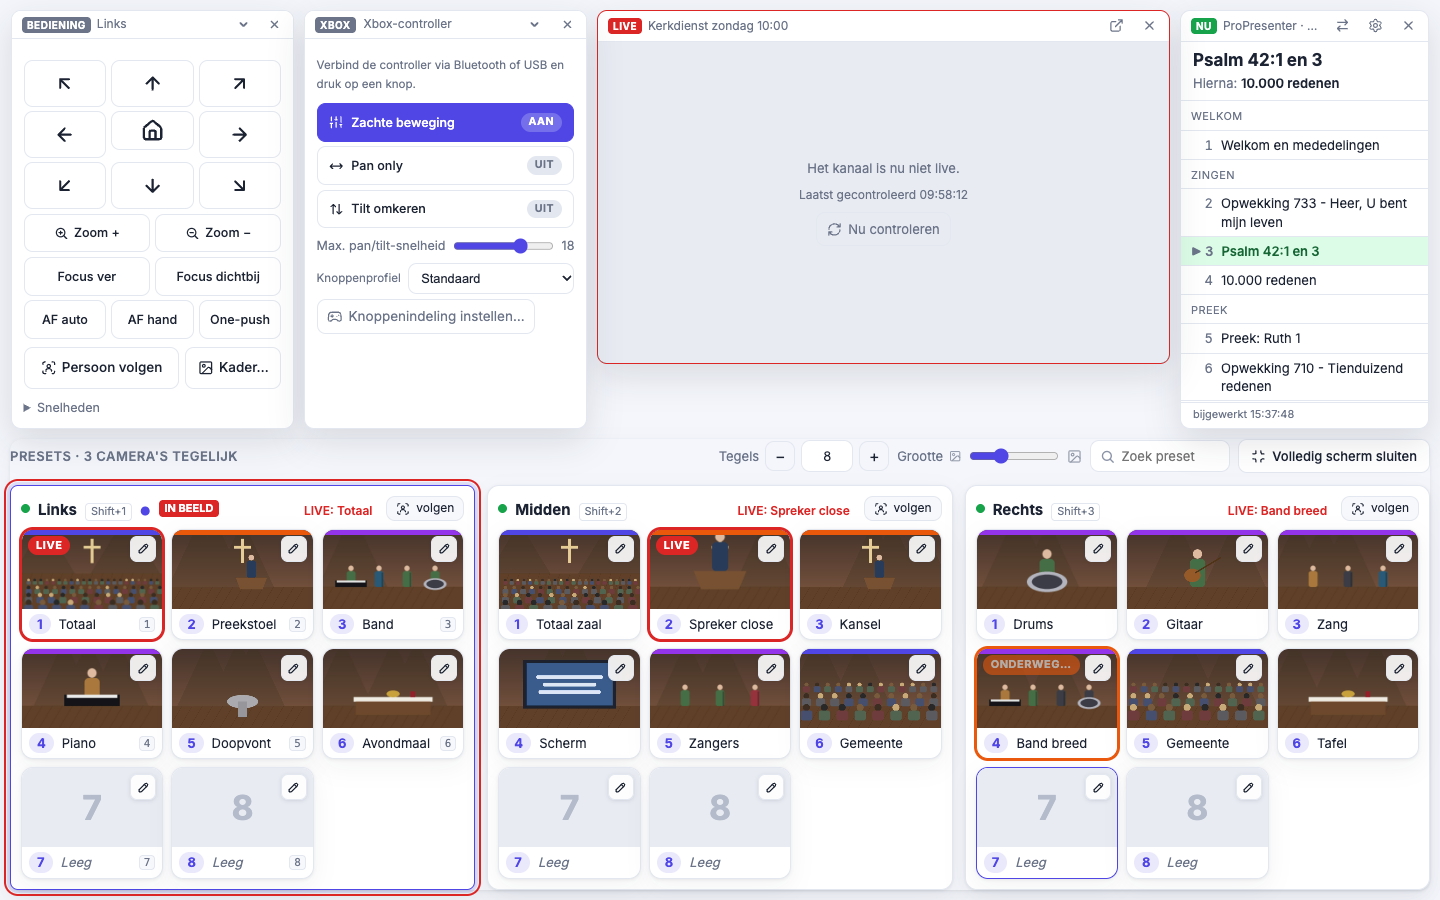 BEDIENING Links
Zoom +
Zoom −
Focus ver
Focus dichtbij
AF auto
AF hand
One-push
Persoon volgen
Kader...
Snelheden
XBOX Xbox-controller
Verbind de controller via Bluetooth of USB en
druk op een knop.
Zachte beweging AAN
Pan only UIT
Tilt omkeren UIT
Max. pan/tilt-snelheid 18
Knoppenprofiel Standaard
Knoppenindeling instellen...
LIVE Kerkdienst zondag 10:00
Het kanaal is nu niet live.
Laatst gecontroleerd 09:58:12
Nu controleren
NU ProPresenter · ...
Psalm 42:1 en 3
Hierna: 10.000 redenen
WELKOM
1 Welkom en mededelingen
ZINGEN
2 Opwekking 733 - Heer, U bent
mijn leven
3 Psalm 42:1 en 3
4 10.000 redenen
PREEK
5 Preek: Ruth 1
6 Opwekking 710 - Tienduizend
redenen
bijgewerkt 15:37:48
PRESETS · 3 CAMERA'S TEGELIJK
Tegels − 8 +
Grootte
Zoek preset
Volledig scherm sluiten
Links Shift+1 IN BEELD LIVE: Totaal volgen
LIVE
1 Totaal 1
2 Preekstoel 2
3 Band 3
4 Piano 4
5 Doopvont 5
6 Avondmaal 6
7
8
7 Leeg 7
8 Leeg 8
Midden Shift+2 LIVE: Spreker close volgen
LIVE
1 Totaal zaal
2 Spreker close
3 Kansel
4 Scherm
5 Zangers
6 Gemeente
7
8
7 Leeg
8 Leeg
Rechts Shift+3 LIVE: Band breed volgen
1 Drums
2 Gitaar
3 Zang
ONDERWEG...
4 Band breed
5 Gemeente
6 Tafel
7
8
7 Leeg
8 Leeg